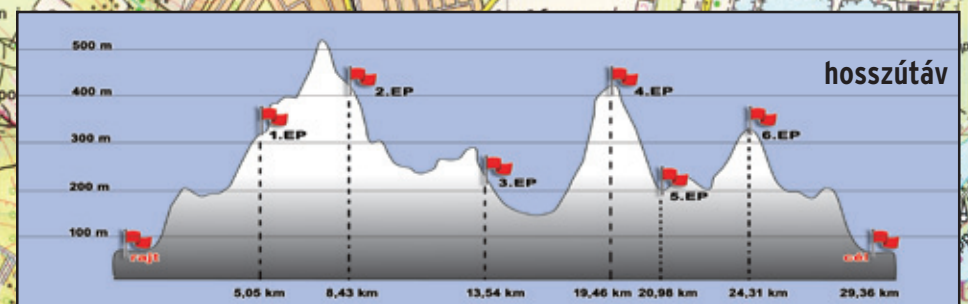 500 m
hosszútáv
400 m
2.EP
4.EP
300 m
1.EP
6.EP
200 m
3.EP
5.EP
100 m
rajt
cél
5,05 km 8,43 km 13,54 km 19,46 km 20,98 km 24,31 km 29,36 km